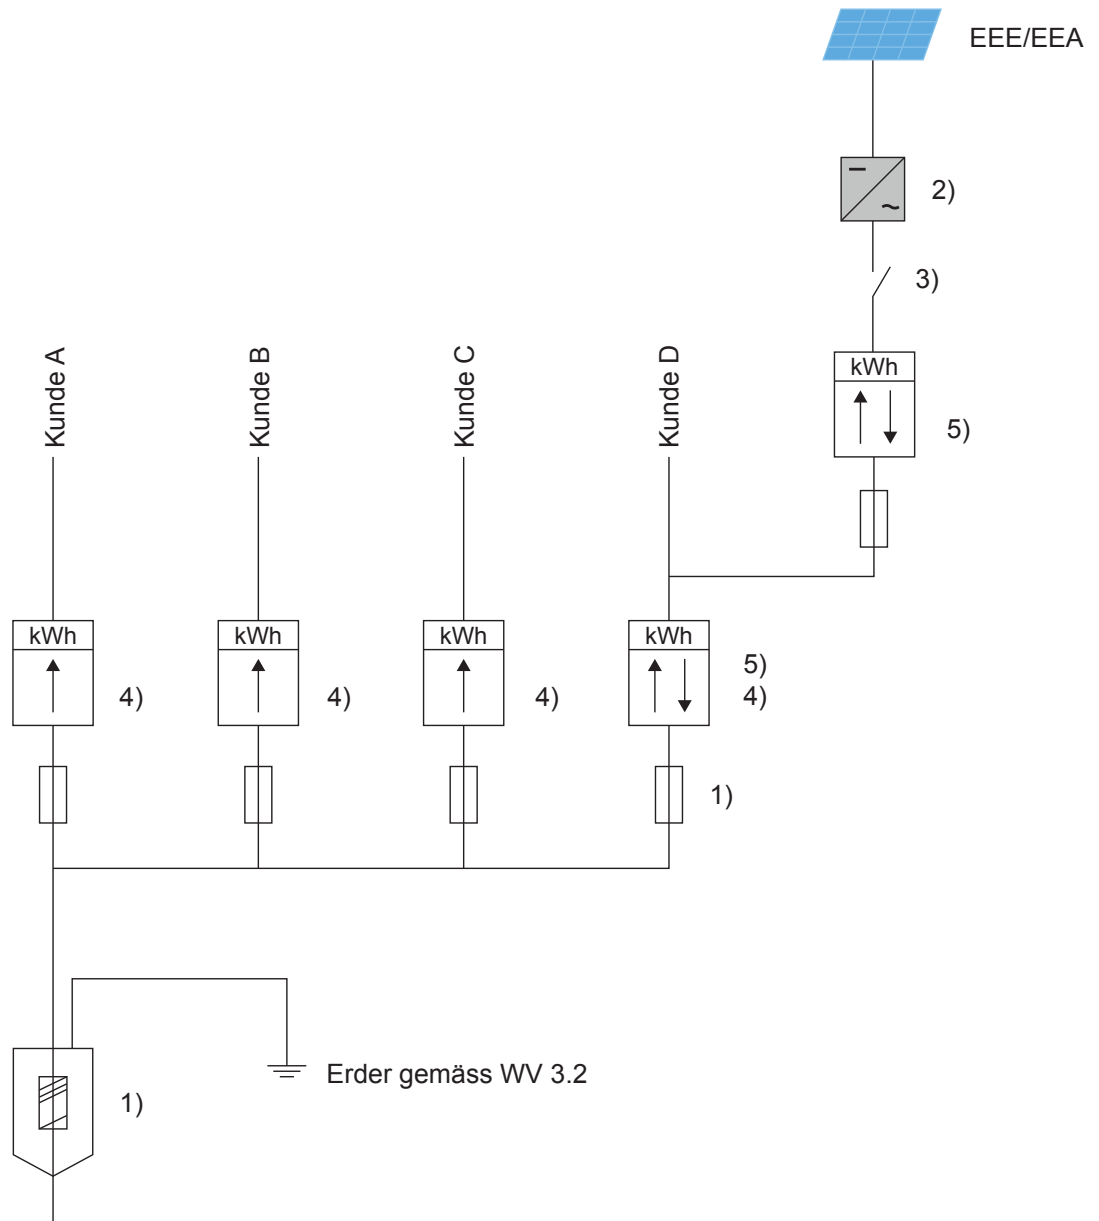 EEE/EEA
2)
3)
kWh
5)
Kunde A
Kunde B
Kunde C
Kunde D
kWh
4)
kWh
4)
kWh
4)
kWh
5)
4)
1)
Erder gemäss WV 3.2
1)